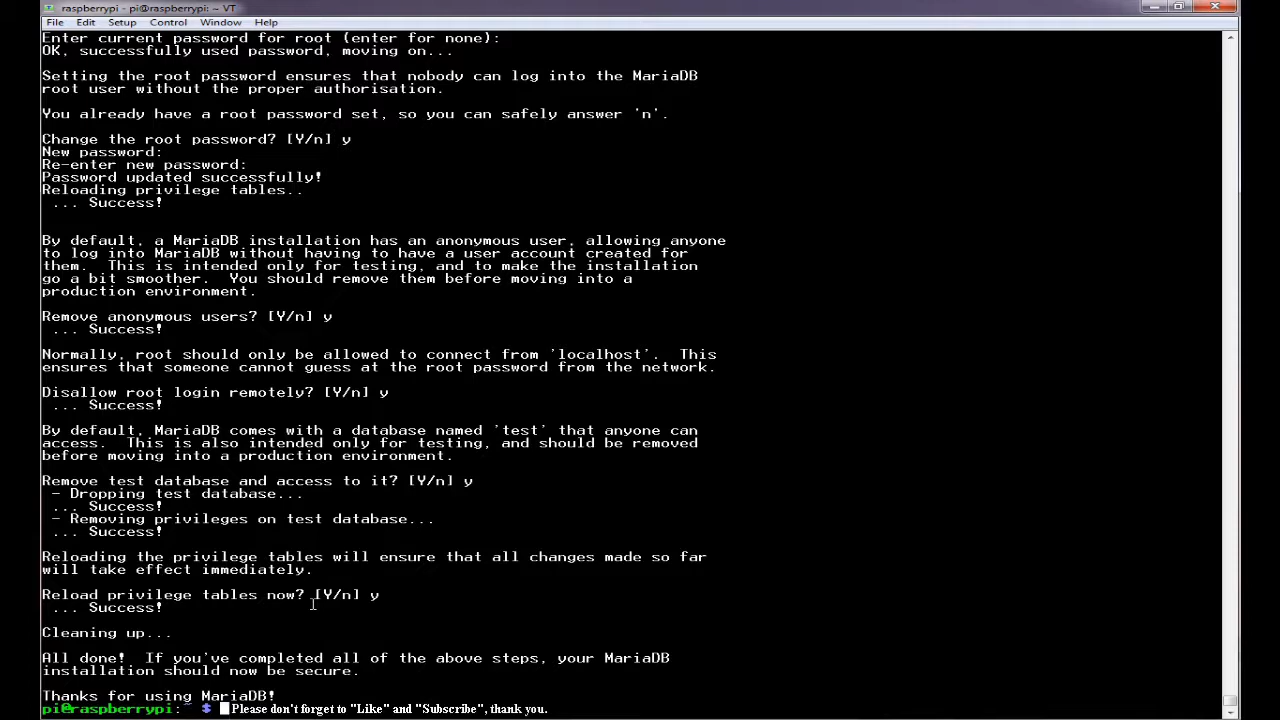 raspberrypi - pi@raspberrypi: ~ VT
File Edit Setup Control Window Help
Enter current password for root (enter for none):
OK, successfully used password, moving on...
Setting the root password ensures that nobody can log into the MariaDB
root user without the proper authorisation.
You already have a root password set, so you can safely answer 'n'.
Change the root password? [Y/n] y
New password:
Re-enter new password:
Password updated successfully!
Reloading privilege tables..
... Success!
By default, a MariaDB installation has an anonymous user, allowing anyone
to log into MariaDB without having to have a user account created for
them. This is intended only for testing, and to make the installation
go a bit smoother. You should remove them before moving into a
production environment.
Remove anonymous users? [Y/n] y
... Success!
Normally, root should only be allowed to connect from 'localhost'. This
ensures that someone cannot guess at the root password from the network.
Disallow root login remotely? [Y/n] y
... Success!
By default, MariaDB comes with a database named 'test' that anyone can
access. This is also intended only for testing, and should be removed
before moving into a production environment.
Remove test database and access to it? [Y/n] y
- Dropping test database...
... Success!
- Removing privileges on test database...
... Success!
Reloading the privilege tables will ensure that all changes made so far
will take effect immediately.
Reload privilege tables now? [Y/n] y
... Success!
Cleaning up...
All done! If you've completed all of the above steps, your MariaDB
installation should now be secure.
Thanks for using MariaDB!
pi@raspberrypi:~ $ Please don't forget to "Like" and "Subscribe", thank you.